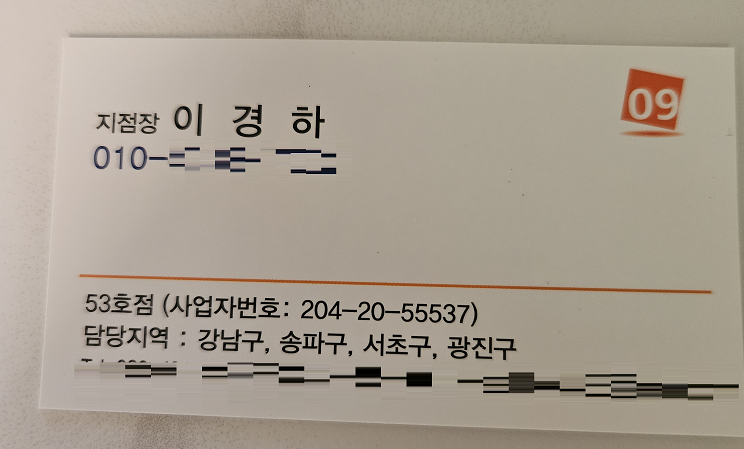 09
지점장 이 경 하
010-
53호점 (사업자번호: 204-20-55537)
담당지역 : 강남구, 송파구, 서초구, 광진구